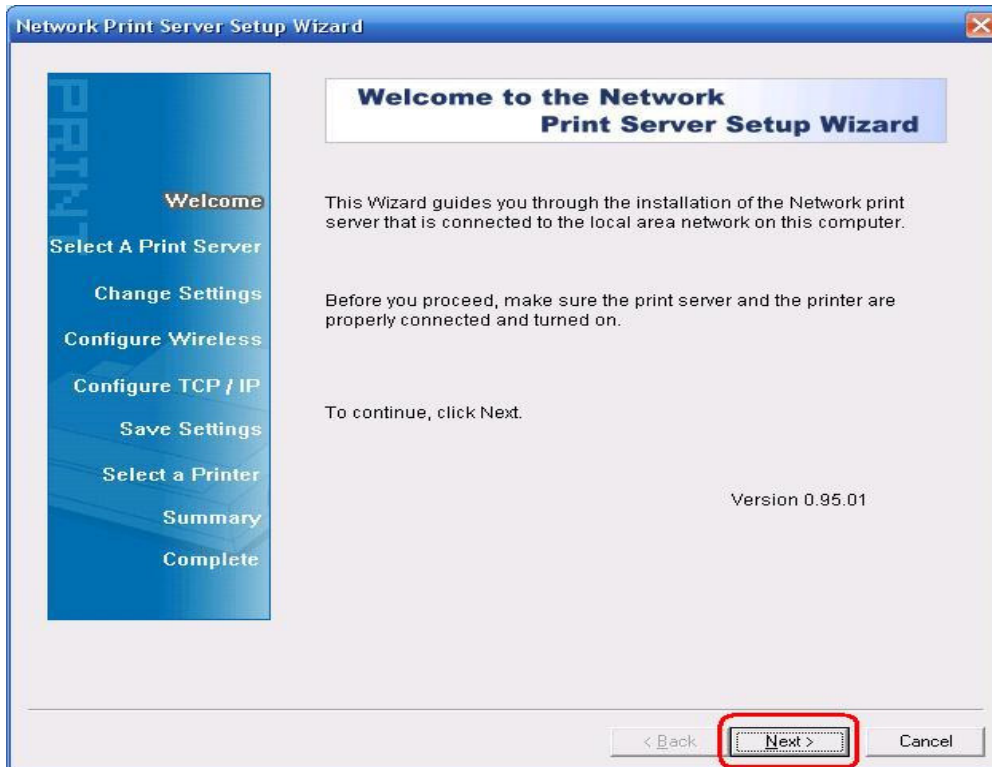 Network Print Server Setup Wizard
PRINT
Welcome
Select A Print Server
Change Settings
Configure Wireless
Configure TCP / IP
Save Settings
Select a Printer
Summary
Complete
Welcome to the Network
Print Server Setup Wizard
This Wizard guides you through the installation of the Network print
server that is connected to the local area network on this computer.
Before you proceed, make sure the print server and the printer are
properly connected and turned on.
To continue, click Next.
Version 0.95.01
< Back
Next >
Cancel